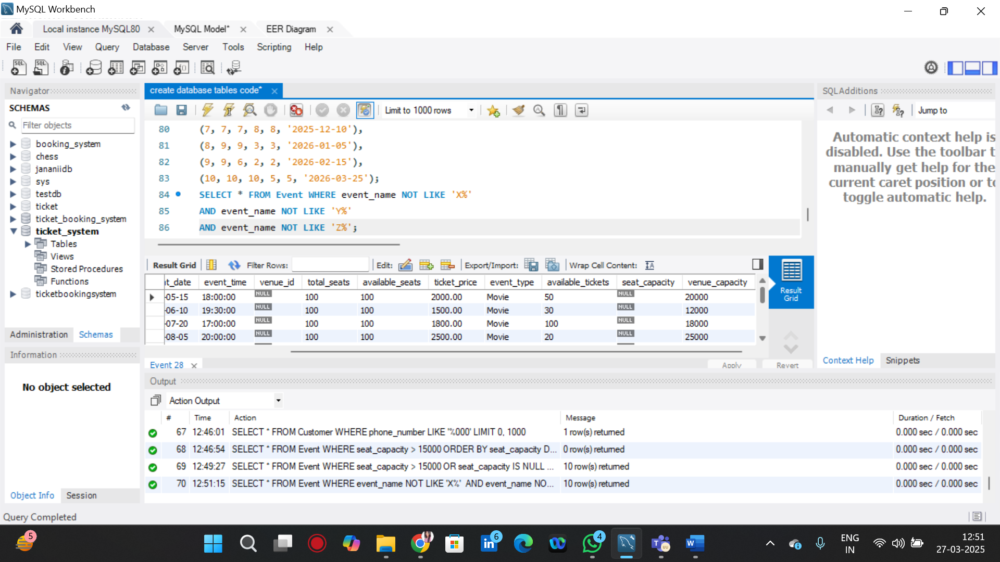 MySQL Workbench
Local instance MySQL80
MySQL Model*
EER Diagram
File Edit View Query Database Server Tools Scripting Help
Navigator
SCHEMAS
Filter objects
booking_system
chess
jananiidb
sys
testdb
ticket
ticket_booking_system
ticket_system
Tables
Views
Stored Procedures
Functions
ticketbookingsystem
Administration Schemas
Information
No object selected
Object Info Session
create database tables code*
Limit to 1000 rows
80 (7, 7, 7, 8, 8, '2025-12-10'),
81 (8, 9, 9, 3, 3, '2026-01-05'),
82 (9, 9, 6, 2, 2, '2026-02-15'),
83 (10, 10, 10, 5, 5, '2026-03-25');
84 SELECT * FROM Event WHERE event_name NOT LIKE 'X%'
85 AND event_name NOT LIKE 'Y%'
86 AND event_name NOT LIKE 'Z%';
Result Grid Filter Rows: Edit: Export/Import: Wrap Cell Content:
t_date event_time venue_id total_seats available_seats ticket_price event_type available_tickets seat_capacity venue_capacity
-05-15 18:00:00 NULL 100 100 2000.00 Movie 50 NULL 20000
-06-10 19:30:00 NULL 100 100 1500.00 Movie 30 NULL 12000
-07-20 17:00:00 NULL 100 100 1800.00 Movie 100 NULL 18000
-08-05 20:00:00 NULL 100 100 2500.00 Movie 20 NULL 25000
Result
Grid
Event 28
Apply Revert
SQLAdditions
Jump to
Automatic context help is
disabled. Use the toolbar t
manually get help for the
current caret position or to
toggle automatic help.
Context Help Snippets
Output
Action Output
# Time Action Message Duration / Fetch
67 12:46:01 SELECT * FROM Customer WHERE phone_number LIKE '%000' LIMIT 0, 1000 1 row(s) returned 0.000 sec / 0.000 sec
68 12:46:54 SELECT * FROM Event WHERE seat_capacity > 15000 ORDER BY seat_capacity D... 0 row(s) returned 0.000 sec / 0.000 sec
69 12:49:27 SELECT * FROM Event WHERE seat_capacity > 15000 OR seat_capacity IS NULL ... 10 row(s) returned 0.000 sec / 0.000 sec
70 12:51:15 SELECT * FROM Event WHERE event_name NOT LIKE 'X%' AND event_name NO... 10 row(s) returned 0.000 sec / 0.000 sec
Query Completed
5
6
4
ENG
IN
12:51
27-03-2025